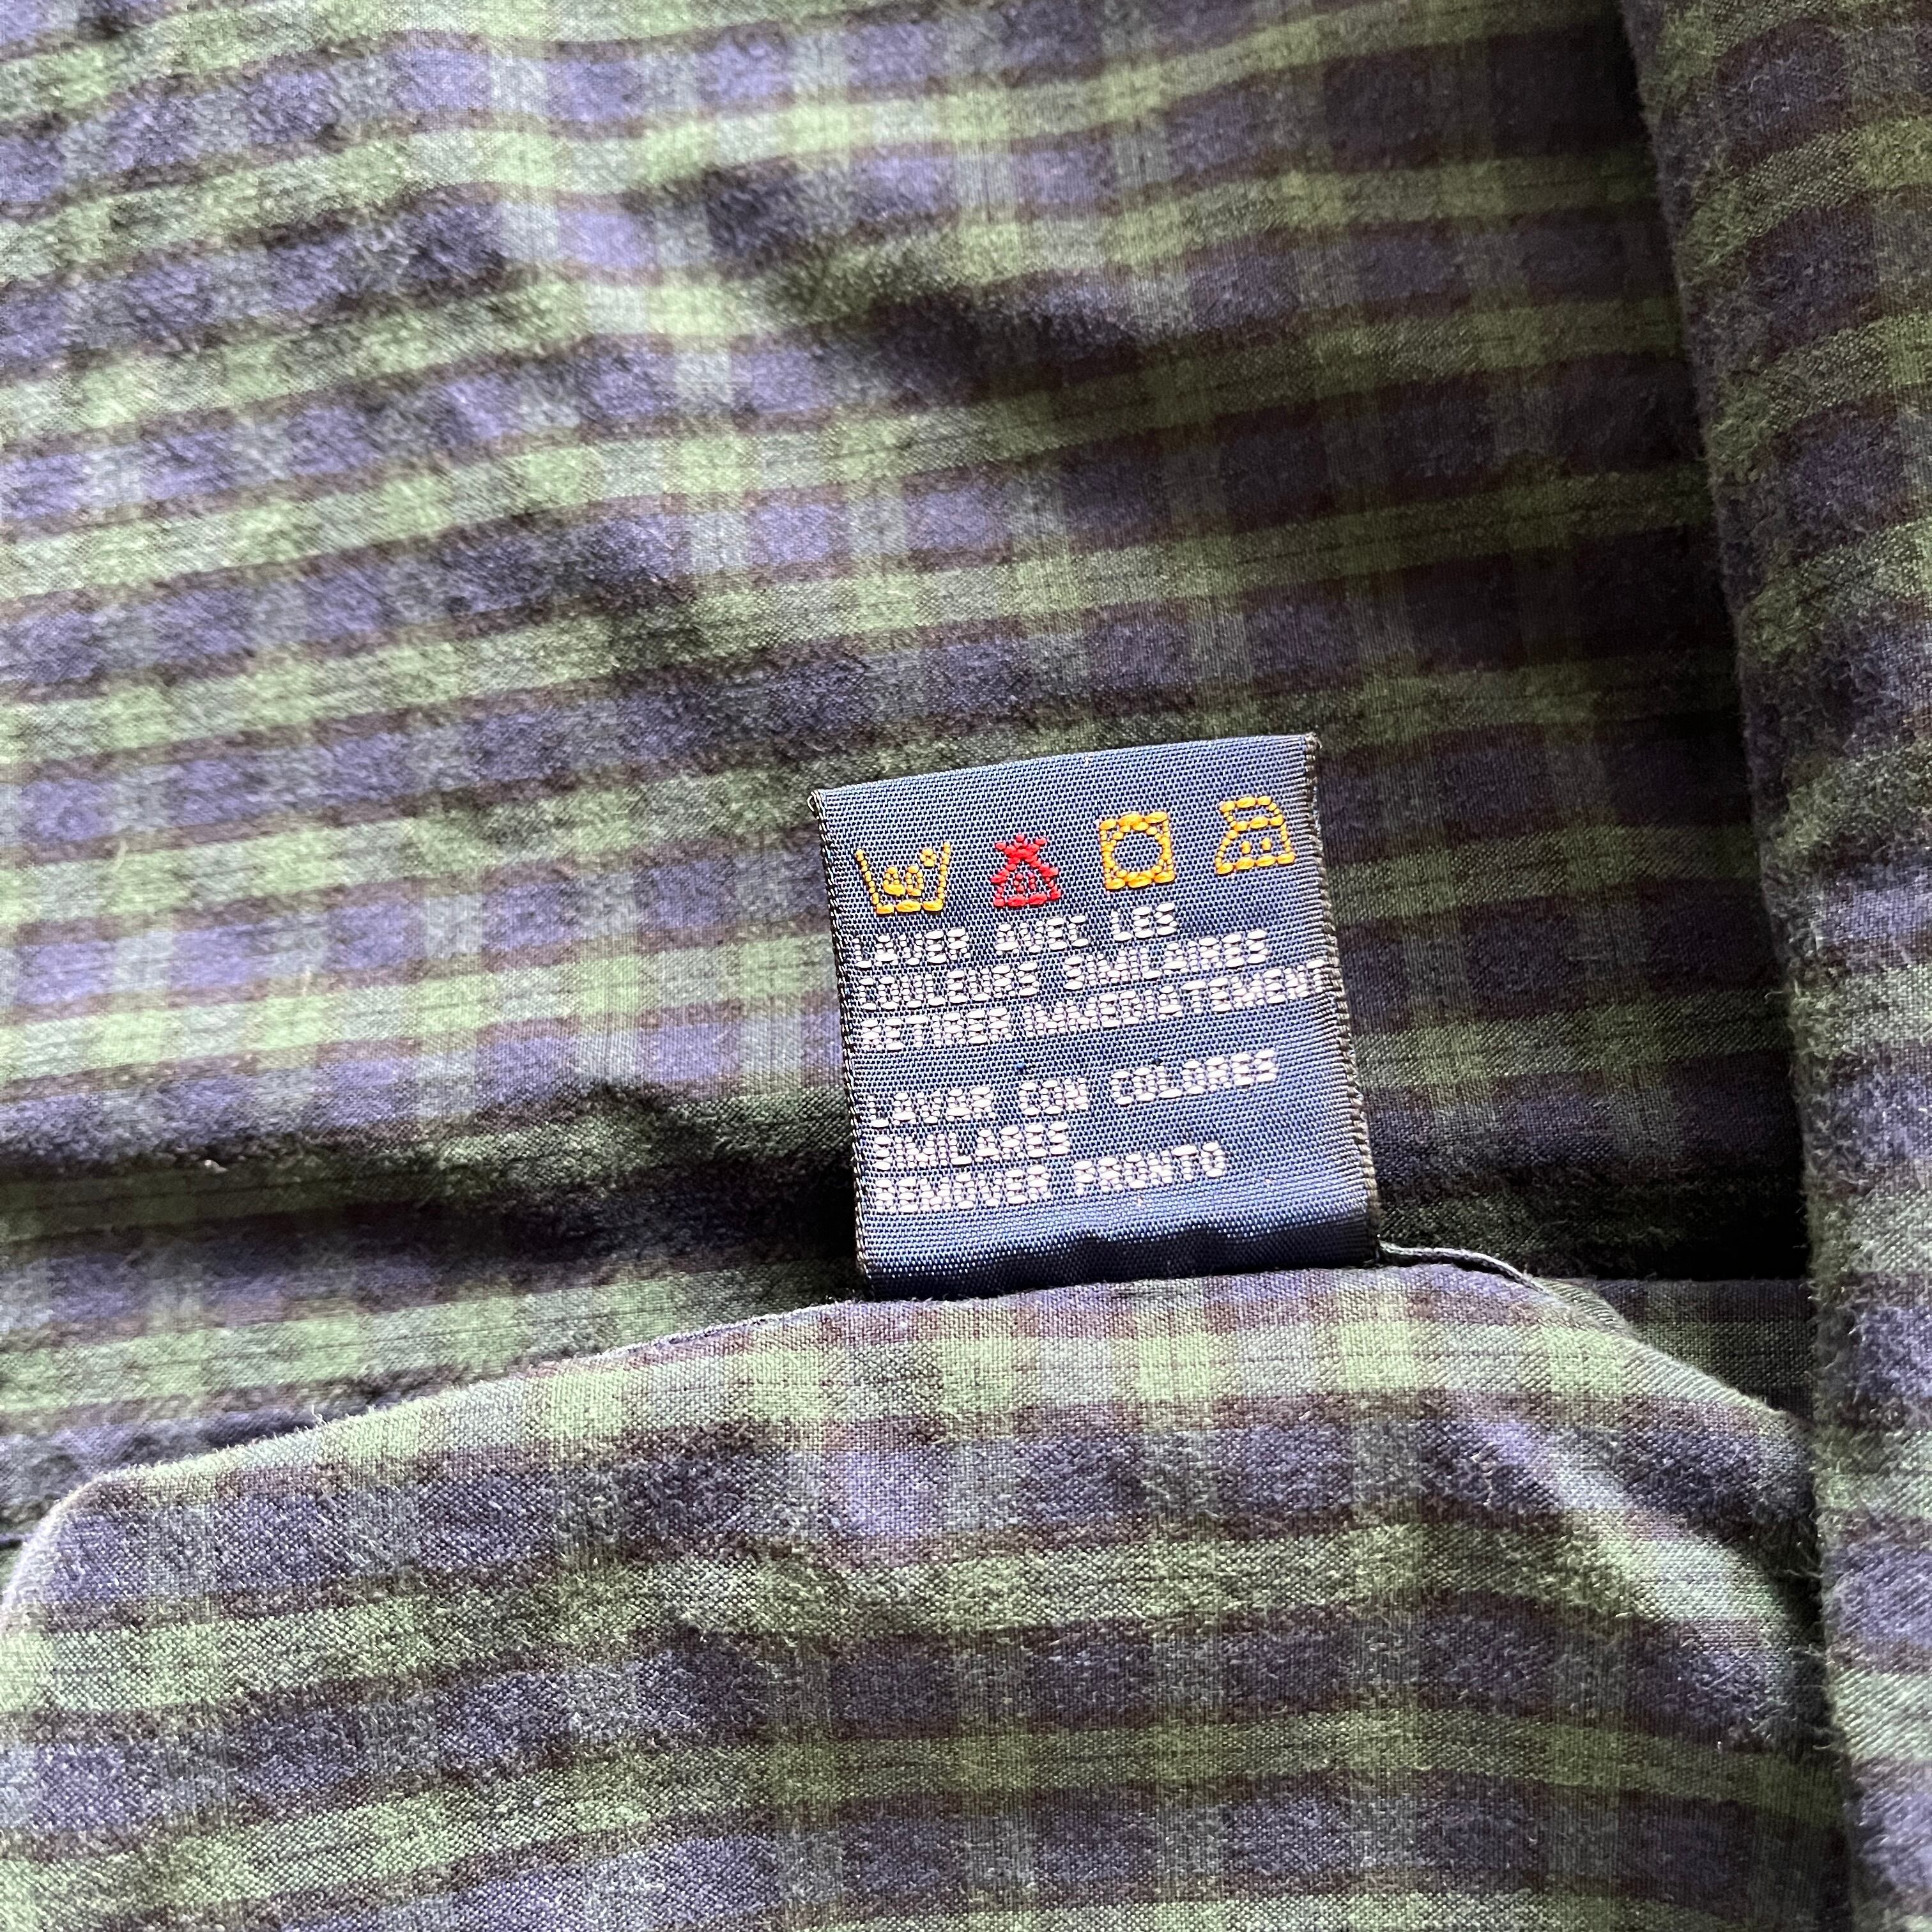 LAVER AVEC LES
COULEURS SIMILAIRES
RETIRER IMMEDIATEMENT
LAVAR CON COLORES
SIMILARES
REMOVER PRONTO